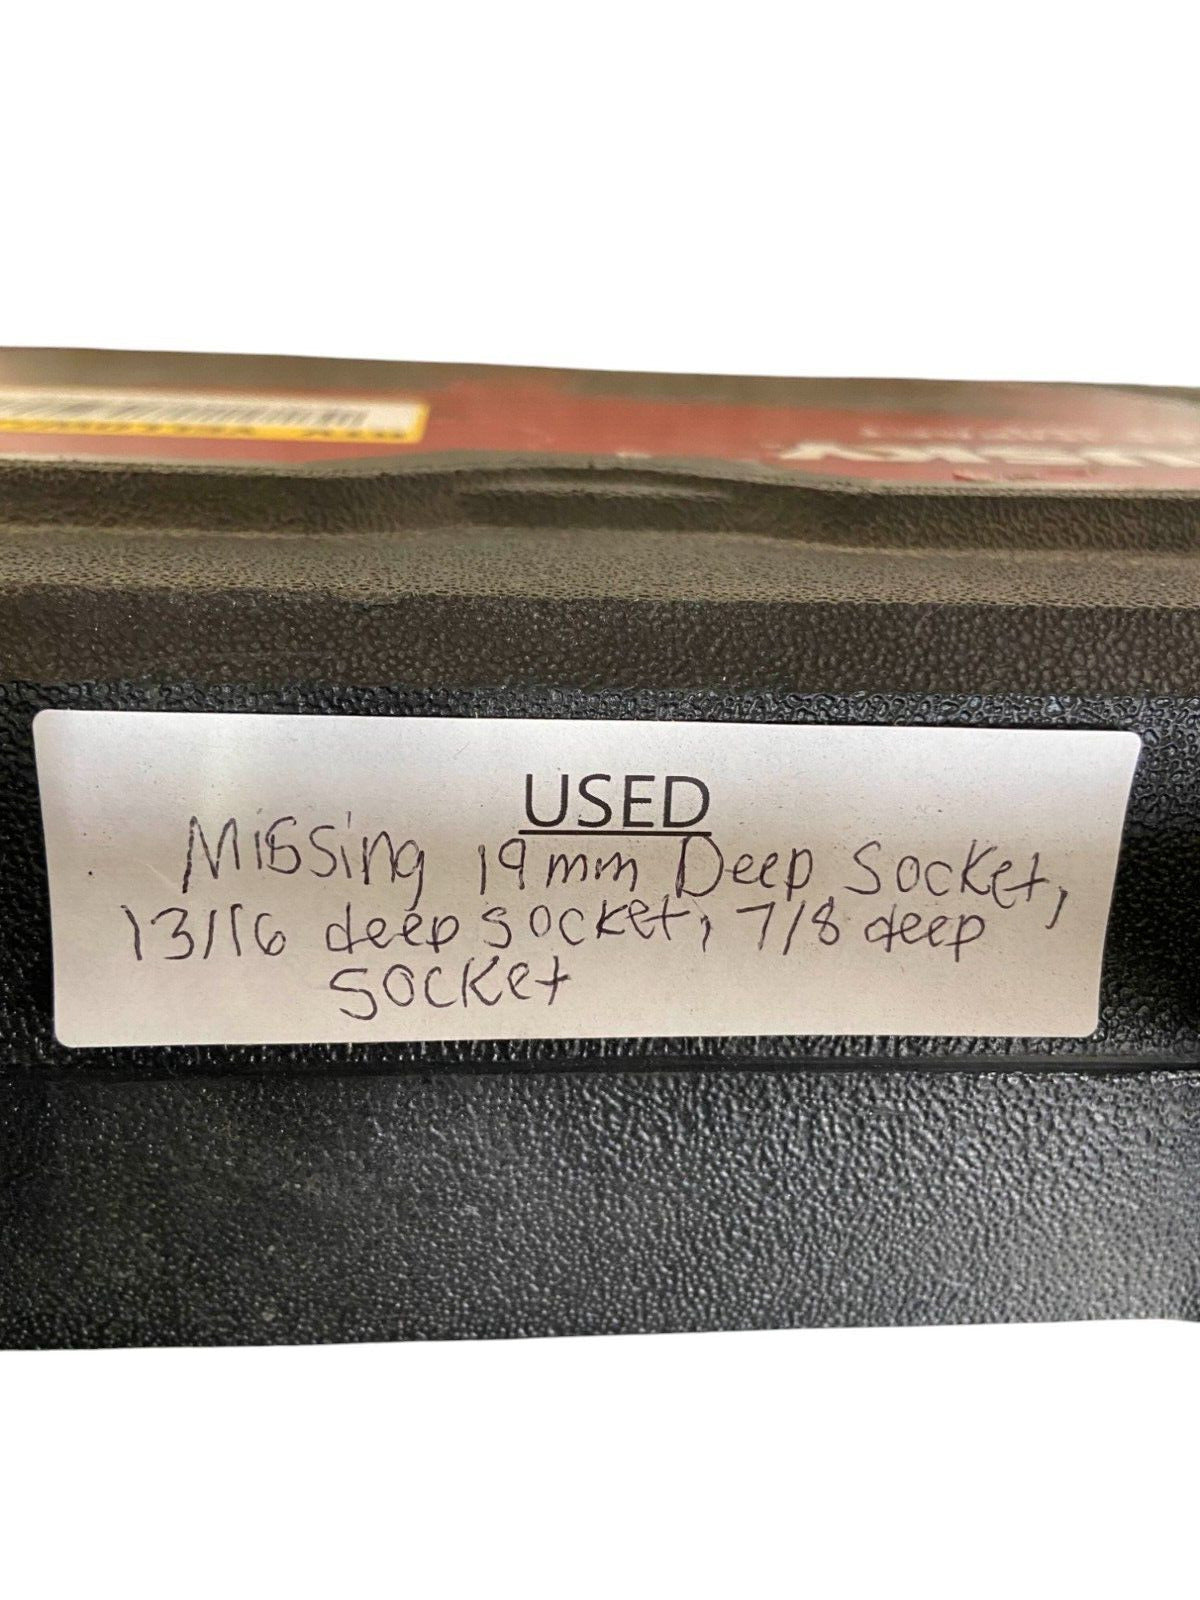 USED
Missing 19mm Deep Socket,
13/16 deep socket, 7/8 deep
socket